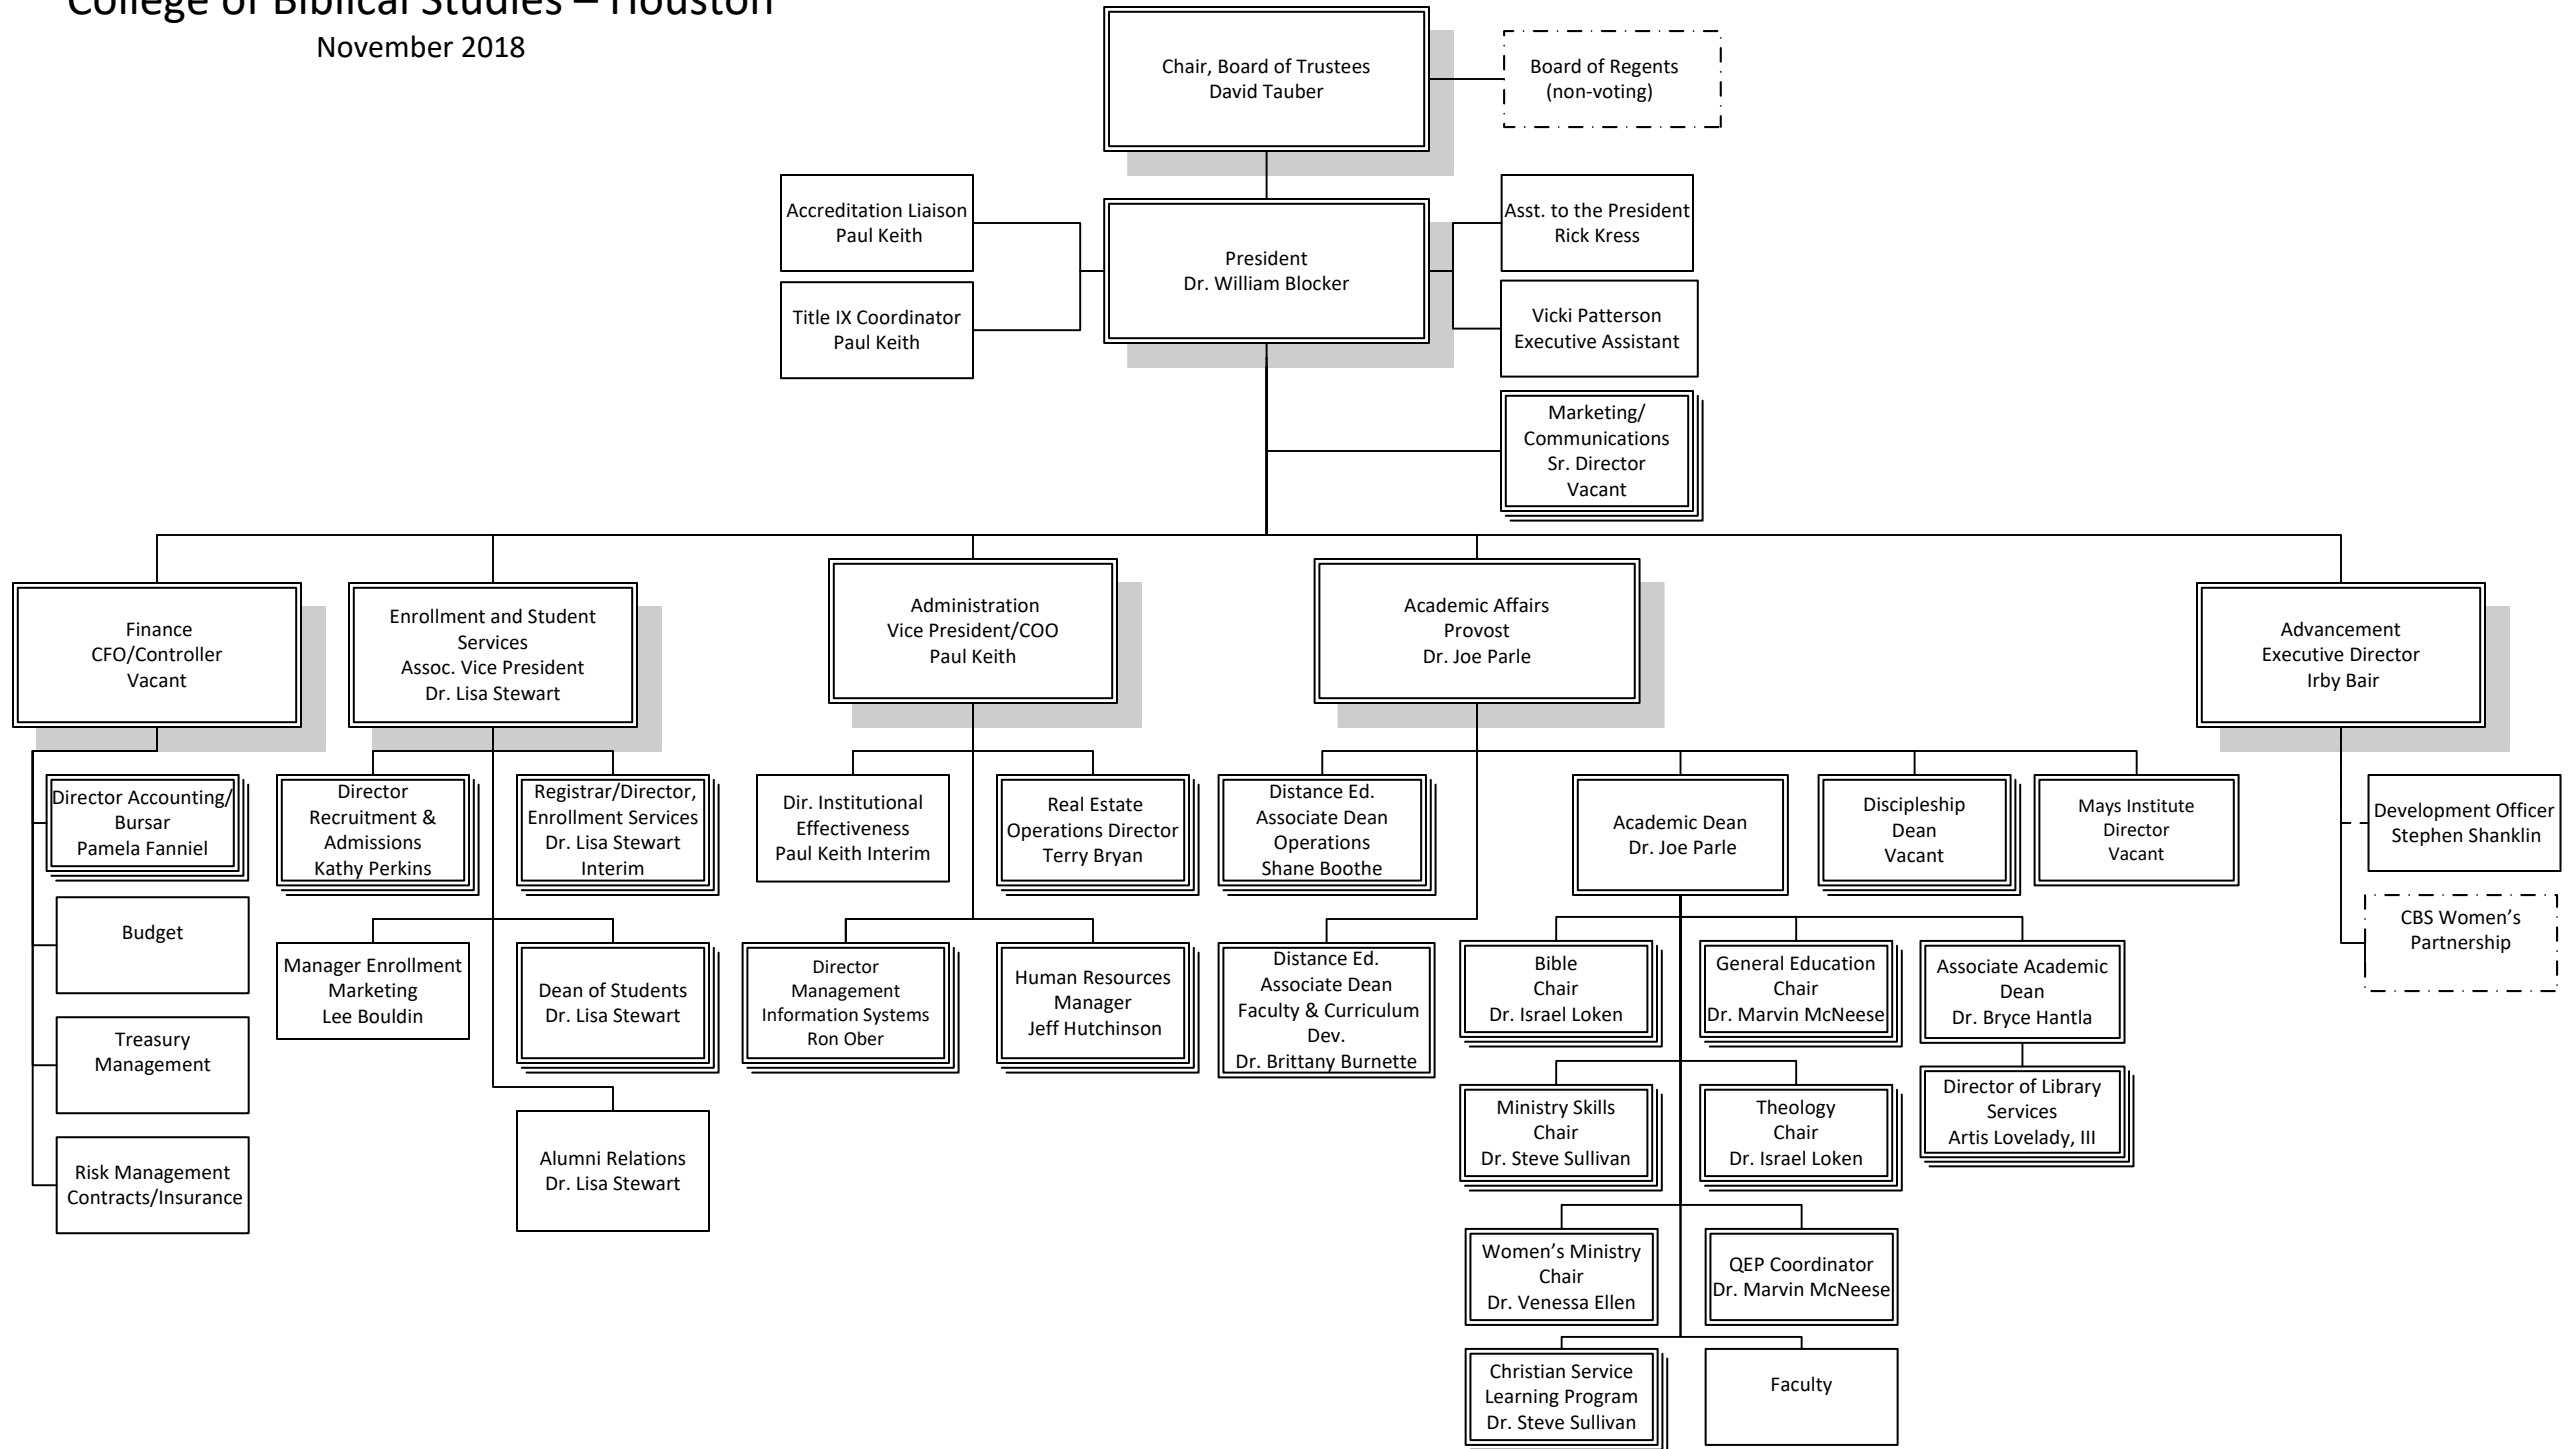 College of Biblical Studies – Houston
November 2018
Chair, Board of Trustees
David Tauber
Board of Regents
(non-voting)
Accreditation Liaison
Paul Keith
Title IX Coordinator
Paul Keith
President
Dr. William Blocker
Asst. to the President
Rick Kress
Vicki Patterson
Executive Assistant
Marketing/
Communications
Sr. Director
Vacant
Finance
CFO/Controller
Vacant
Enrollment and Student
Services
Assoc. Vice President
Dr. Lisa Stewart
Administration
Vice President/COO
Paul Keith
Academic Affairs
Provost
Dr. Joe Parle
Advancement
Executive Director
Irby Bair
Director Accounting/
Bursar
Pamela Fanniel
Budget
Treasury
Management
Risk Management
Contracts/Insurance
Director
Recruitment &
Admissions
Kathy Perkins
Registrar/Director,
Enrollment Services
Dr. Lisa Stewart
Interim
Manager Enrollment
Marketing
Lee Bouldin
Dean of Students
Dr. Lisa Stewart
Alumni Relations
Dr. Lisa Stewart
Dir. Institutional
Effectiveness
Paul Keith Interim
Real Estate
Operations Director
Terry Bryan
Director
Management
Information Systems
Ron Ober
Human Resources
Manager
Jeff Hutchinson
Distance Ed.
Associate Dean
Operations
Shane Boothe
Academic Dean
Dr. Joe Parle
Discipleship
Dean
Vacant
Mays Institute
Director
Vacant
Distance Ed.
Associate Dean
Faculty & Curriculum
Dev.
Dr. Brittany Burnette
Bible
Chair
Dr. Israel Loken
General Education
Chair
Dr. Marvin McNeese
Associate Academic
Dean
Dr. Bryce Hantla
Ministry Skills
Chair
Dr. Steve Sullivan
Theology
Chair
Dr. Israel Loken
Director of Library
Services
Artis Lovelady, III
Women’s Ministry
Chair
Dr. Venessa Ellen
QEP Coordinator
Dr. Marvin McNeese
Christian Service
Learning Program
Dr. Steve Sullivan
Faculty
Development Officer
Stephen Shanklin
CBS Women’s
Partnership